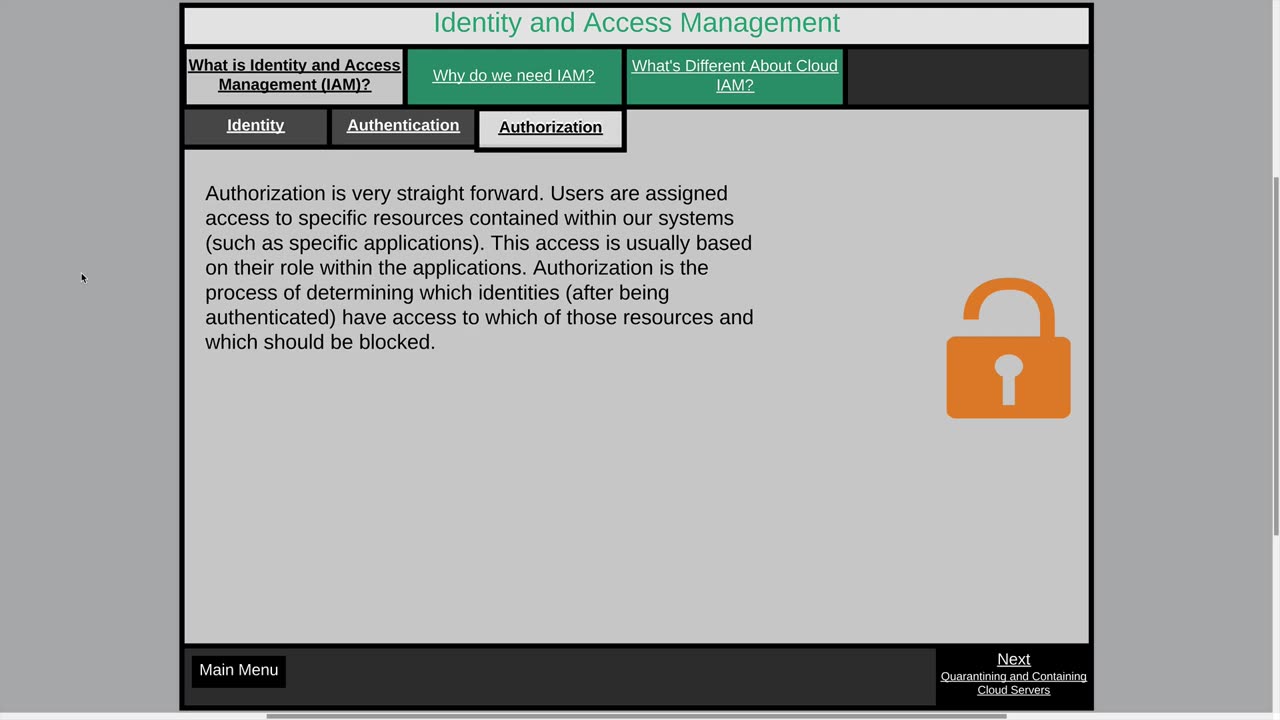 Identity and Access Management
What is Identity and Access
Management (IAM)?
Why do we need IAM?
What's Different About Cloud
IAM?
Identity
Authentication
Authorization
Authorization is very straight forward. Users are assigned
access to specific resources contained within our systems
(such as specific applications). This access is usually based
on their role within the applications. Authorization is the
process of determining which identities (after being
authenticated) have access to which of those resources and
which should be blocked.
Main Menu
Next
Quarantining and Containing
Cloud Servers